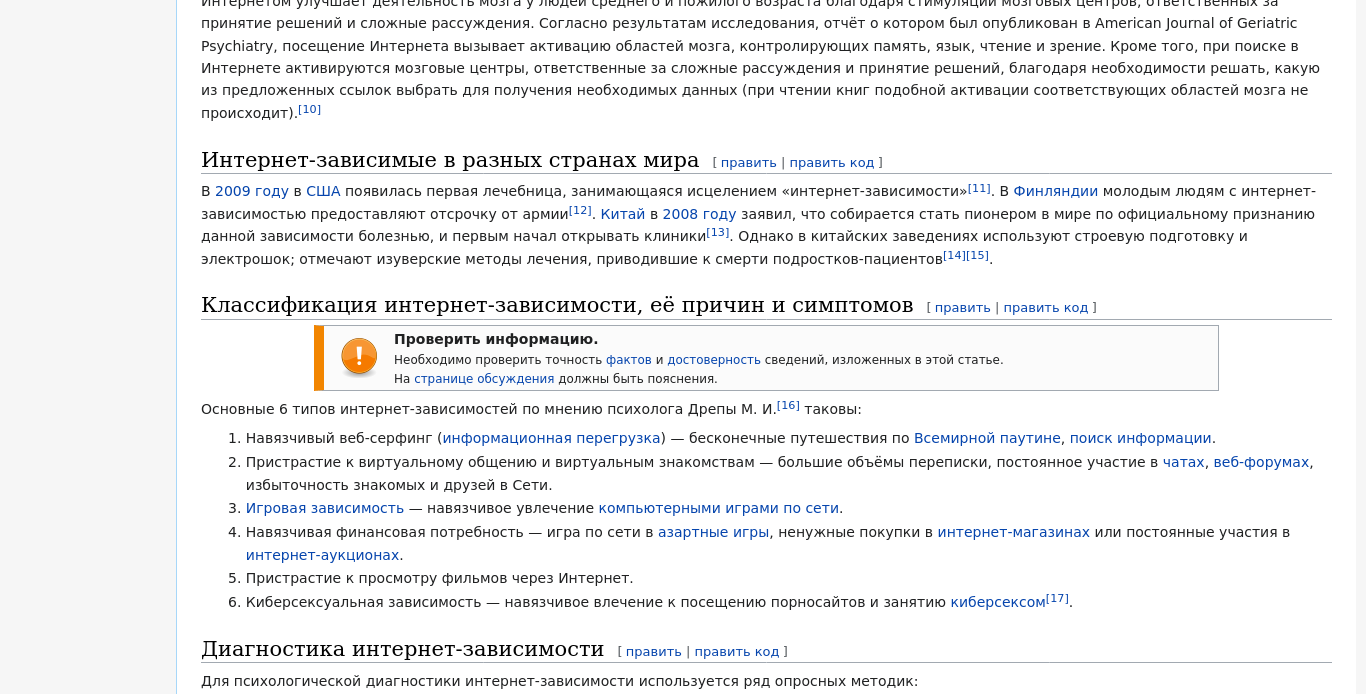 Интернетом улучшает деятельность мозга у людей среднего и пожилого возраста благодаря стимуляции мозговых центров, ответственных за
принятие решений и сложные рассуждения. Согласно результатам исследования, отчёт о котором был опубликован в American Journal of Geriatric
Psychiatry, посещение Интернета вызывает активацию областей мозга, контролирующих память, язык, чтение и зрение. Кроме того, при поиске в
Интернете активируются мозговые центры, ответственные за сложные рассуждения и принятие решений, благодаря необходимости решать, какую
из предложенных ссылок выбрать для получения необходимых данных (при чтении книг подобной активации соответствующих областей мозга не
происходит).[10]
Интернет-зависимые в разных странах мира [ править | править код ]
В 2009 году в США появилась первая лечебница, занимающаяся исцелением «интернет-зависимости»[11]. В Финляндии молодым людям с интернет-
зависимостью предоставляют отсрочку от армии[12]. Китай в 2008 году заявил, что собирается стать пионером в мире по официальному признанию
данной зависимости болезнью, и первым начал открывать клиники[13]. Однако в китайских заведениях используют строевую подготовку и
электрошок; отмечают изуверские методы лечения, приводившие к смерти подростков-пациентов[14][15].
Классификация интернет-зависимости, её причин и симптомов [ править | править код ]
Проверить информацию.
Необходимо проверить точность фактов и достоверность сведений, изложенных в этой статье.
На странице обсуждения должны быть пояснения.
Основные 6 типов интернет-зависимостей по мнению психолога Дрепы М. И.[16] таковы:
1. Навязчивый веб-серфинг (информационная перегрузка) — бесконечные путешествия по Всемирной паутине, поиск информации.
2. Пристрастие к виртуальному общению и виртуальным знакомствам — большие объёмы переписки, постоянное участие в чатах, веб-форумах,
избыточность знакомых и друзей в Сети.
3. Игровая зависимость — навязчивое увлечение компьютерными играми по сети.
4. Навязчивая финансовая потребность — игра по сети в азартные игры, ненужные покупки в интернет-магазинах или постоянные участия в
интернет-аукционах.
5. Пристрастие к просмотру фильмов через Интернет.
6. Киберсексуальная зависимость — навязчивое влечение к посещению порносайтов и занятию киберсексом[17].
Диагностика интернет-зависимости [ править | править код ]
Для психологической диагностики интернет-зависимости используется ряд опросных методик: